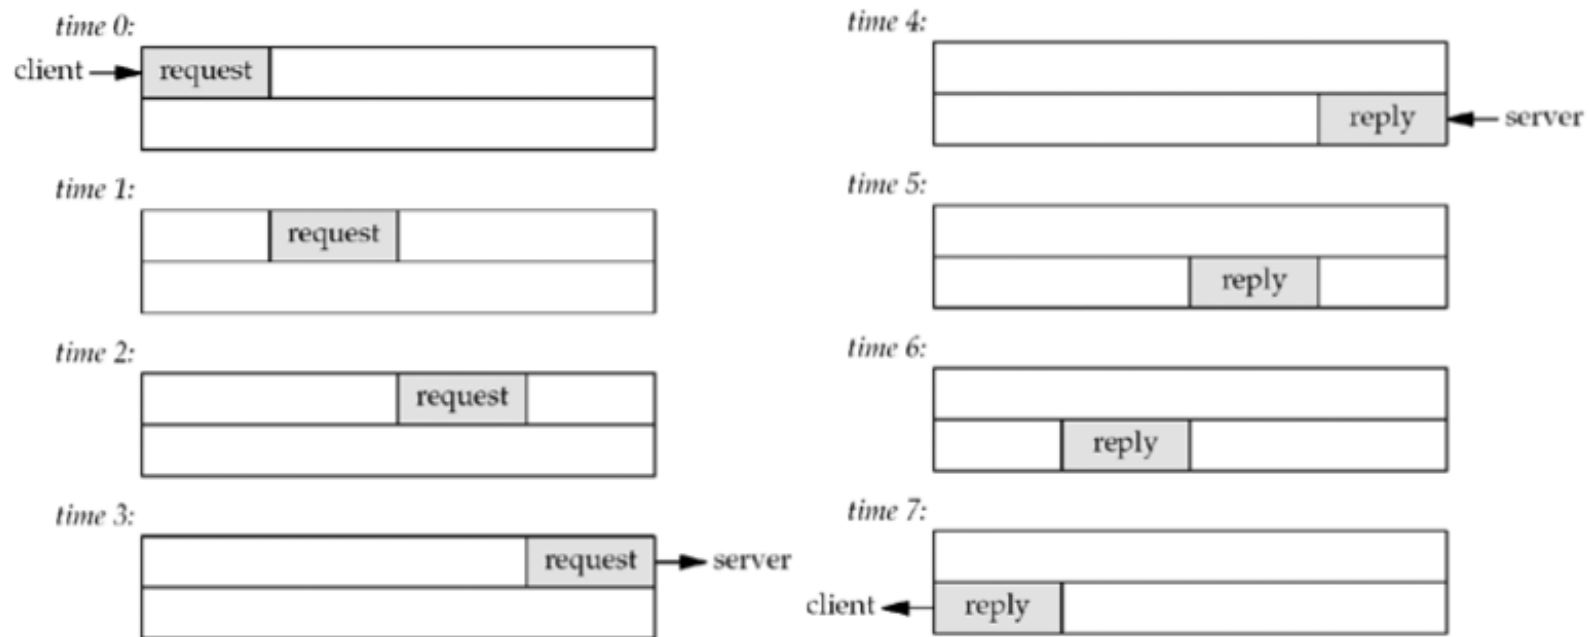 time 0:
client request
time 1:
request
time 2:
request
time 3:
request server
time 4:
reply server
time 5:
reply
time 6:
reply
time 7:
client reply